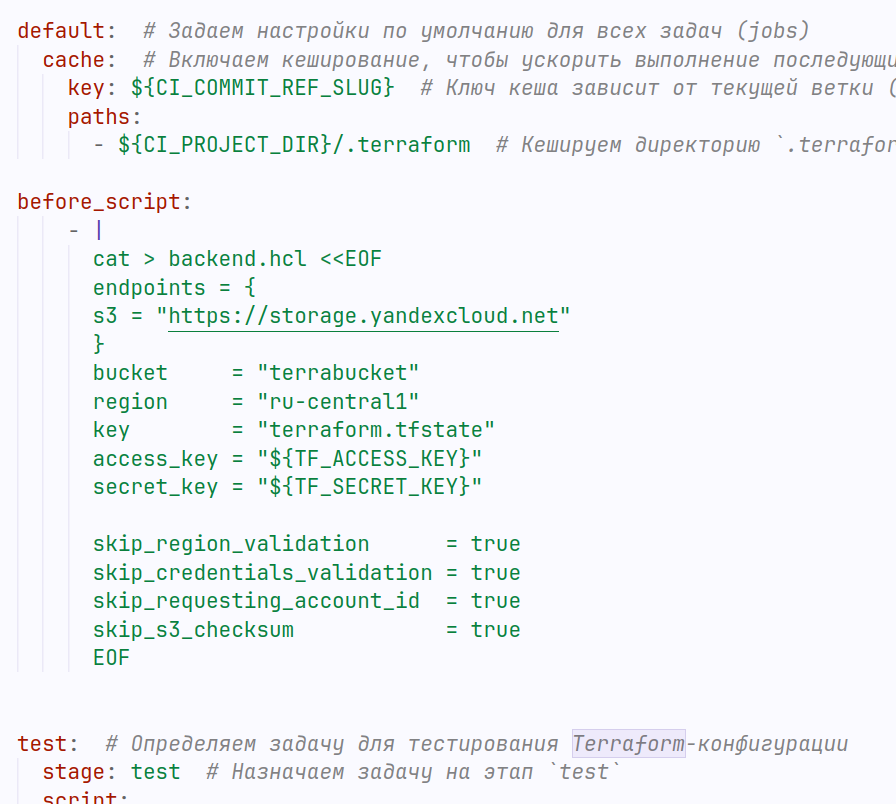 default:  # Задаем настройки по умолчанию для всех задач (jobs)
  cache:  # Включаем кеширование, чтобы ускорить выполнение последующи
    key: ${CI_COMMIT_REF_SLUG}  # Ключ кеша зависит от текущей ветки (
    paths:
      - ${CI_PROJECT_DIR}/.terraform  # Кешируем директорию `.terrafor
before_script:
    - |
      cat > backend.hcl <<EOF
      endpoints = {
      s3 = "https://storage.yandexcloud.net"
      }
      bucket     = "terrabucket"
      region     = "ru-central1"
      key        = "terraform.tfstate"
      access_key = "${TF_ACCESS_KEY}"
      secret_key = "${TF_SECRET_KEY}"
      skip_region_validation      = true
      skip_credentials_validation = true
      skip_requesting_account_id  = true
      skip_s3_checksum            = true
      EOF
test:  # Определяем задачу для тестирования Terraform-конфигурации
  stage: test  # Назначаем задачу на этап `test`
  script: